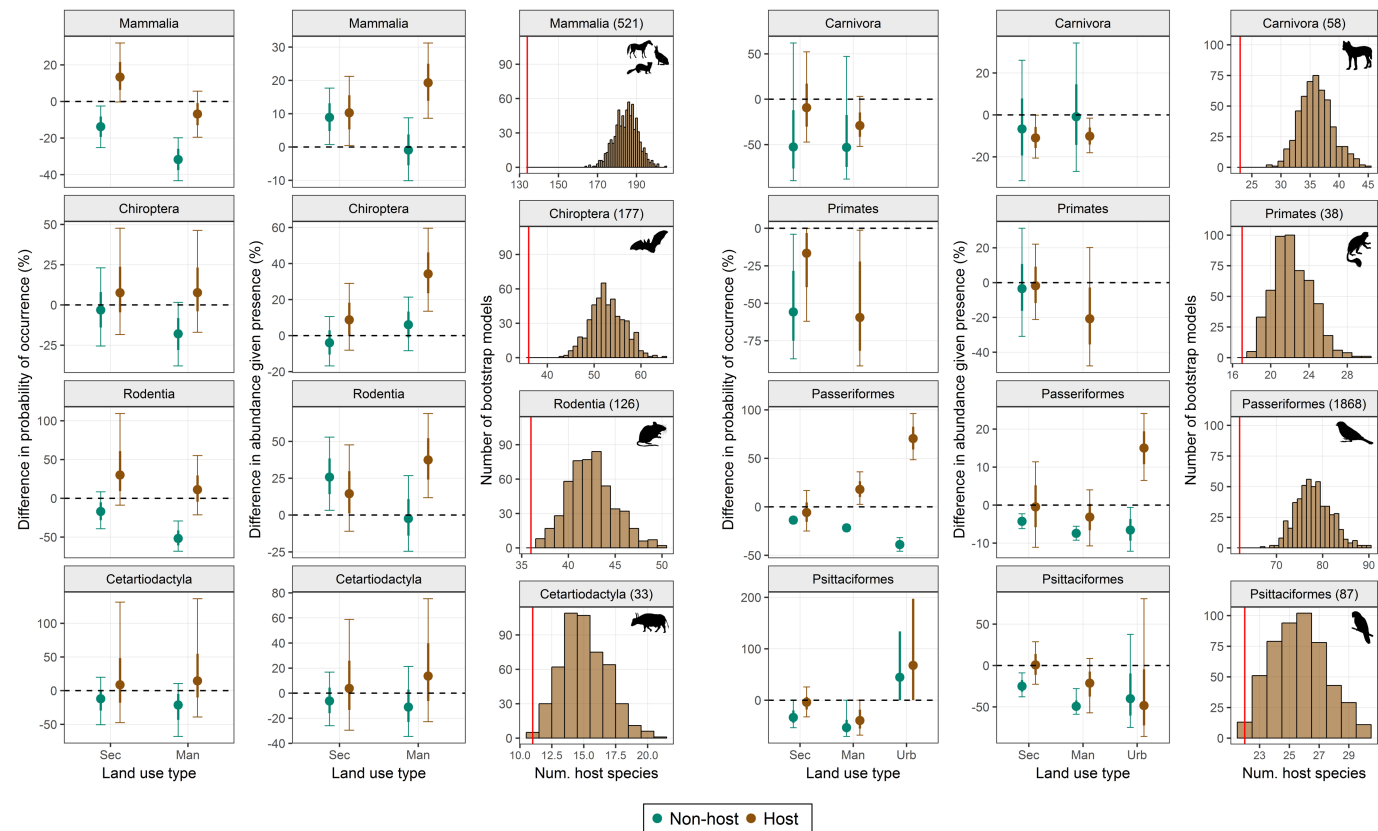 Mammalia
Mammalia
Mammalia (521)
Carnivora
Carnivora
Carnivora (58)
20
0
-20
-40
30
20
10
0
-10
90
60
30
0
130 150 170 190
50
0
-50
20
0
-20
100
75
50
25
0
25 30 35 40 45
Chiroptera
Chiroptera
Chiroptera (177)
Primates
Primates
Primates (38)
50
25
0
-25
60
40
20
0
-20
90
60
30
0
40 50 60
0
-25
-50
-75
20
0
-20
-40
100
75
50
25
0
16 20 24 28
Rodentia
Rodentia
Rodentia (126)
Passeriformes
Passeriformes
Passeriformes (1868)
100
50
0
-50
50
25
0
-25
90
60
30
0
35 40 45 50
100
50
0
-50
20
10
0
-10
100
75
50
25
0
70 80 90
Cetartiodactyla
Cetartiodactyla
Cetartiodactyla (33)
Psittaciformes
Psittaciformes
Psittaciformes (87)
100
50
0
-50
80
60
40
20
0
-20
-40
90
60
30
0
10.0 12.5 15.0 17.5 20.0
200
100
0
50
0
-50
100
75
50
25
0
23 25 27 29
Sec Man
Sec Man
Sec Man Urb
Sec Man Urb
Land use type
Land use type
Num. host species
Land use type
Land use type
Num. host species
Difference in probability of occurrence (%)
Difference in abundance given presence (%)
Number of bootstrap models
Difference in probability of occurrence (%)
Difference in abundance given presence (%)
Number of bootstrap models
Non-host Host